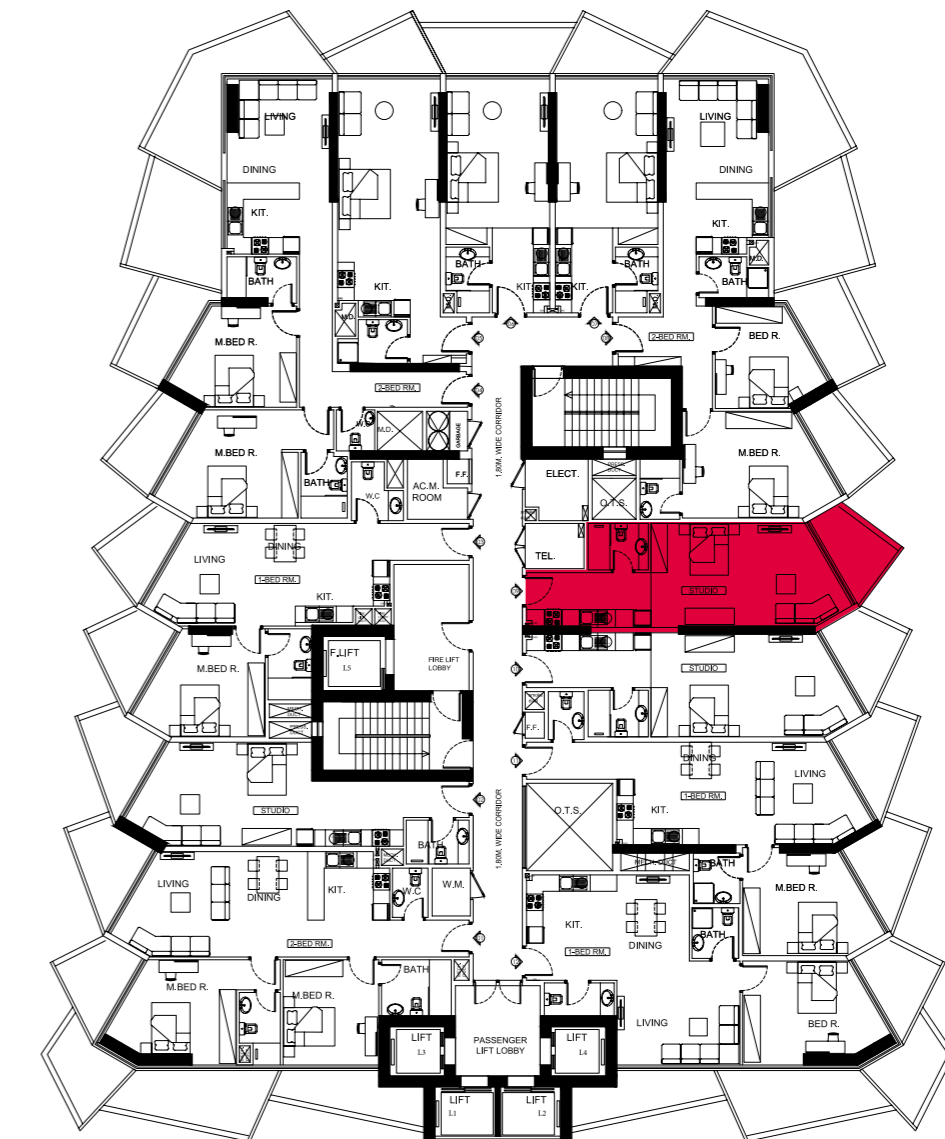 LIVING
LIVING
DINING
DINING
KIT.
KIT.
BATH
BATH
KIT.
KIT.
KIT.
M.D.
BATH
BATH
M.D.
M.BED R.
2-BED RM.
BED R.
2-BED RM.
1.80M. WIDE CORRIDOR
M.D.
GARBAGE
M.BED R.
M.BED R.
BATH
W.C
AC.M.
ROOM
F.F.
ELECT.
O.T.S.
LIVING
DINING
TEL.
1-BED RM.
KIT.
STUDIO
F.LIFT
L5
FIRE LIFT
LOBBY
M.BED R.
STUDIO
F.F.
DINING
LIVING
1-BED RM.
STUDIO
O.T.S.
KIT.
BATH
1.80M. WIDE CORRIDOR
LIVING
DINING
KIT.
W.C
W.M.
BATH
M.BED R.
KIT.
DINING
BATH
2-BED RM.
1-BED RM.
M.BED R.
M.BED R.
BATH
LIVING
BED R.
LIFT
L3
PASSENGER
LIFT LOBBY
LIFT
L4
LIFT
L1
LIFT
L2